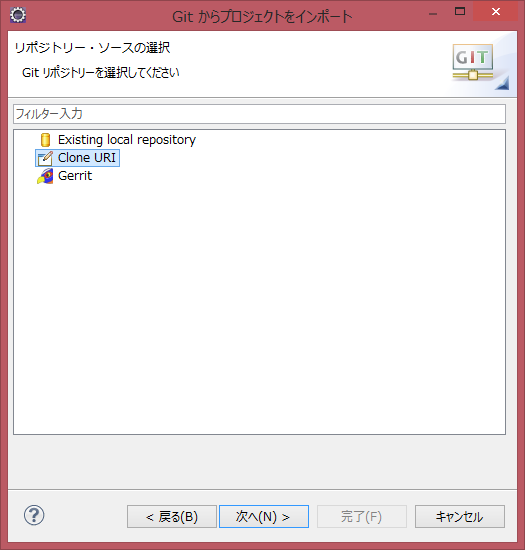 Git からプロジェクトをインポート
リポジトリー・ソースの選択
Git リポジトリーを選択してください
GIT
フィルター入力
Existing local repository
Clone URI
Gerrit
?
< 戻る(B)
次へ(N) >
完了(F)
キャンセル